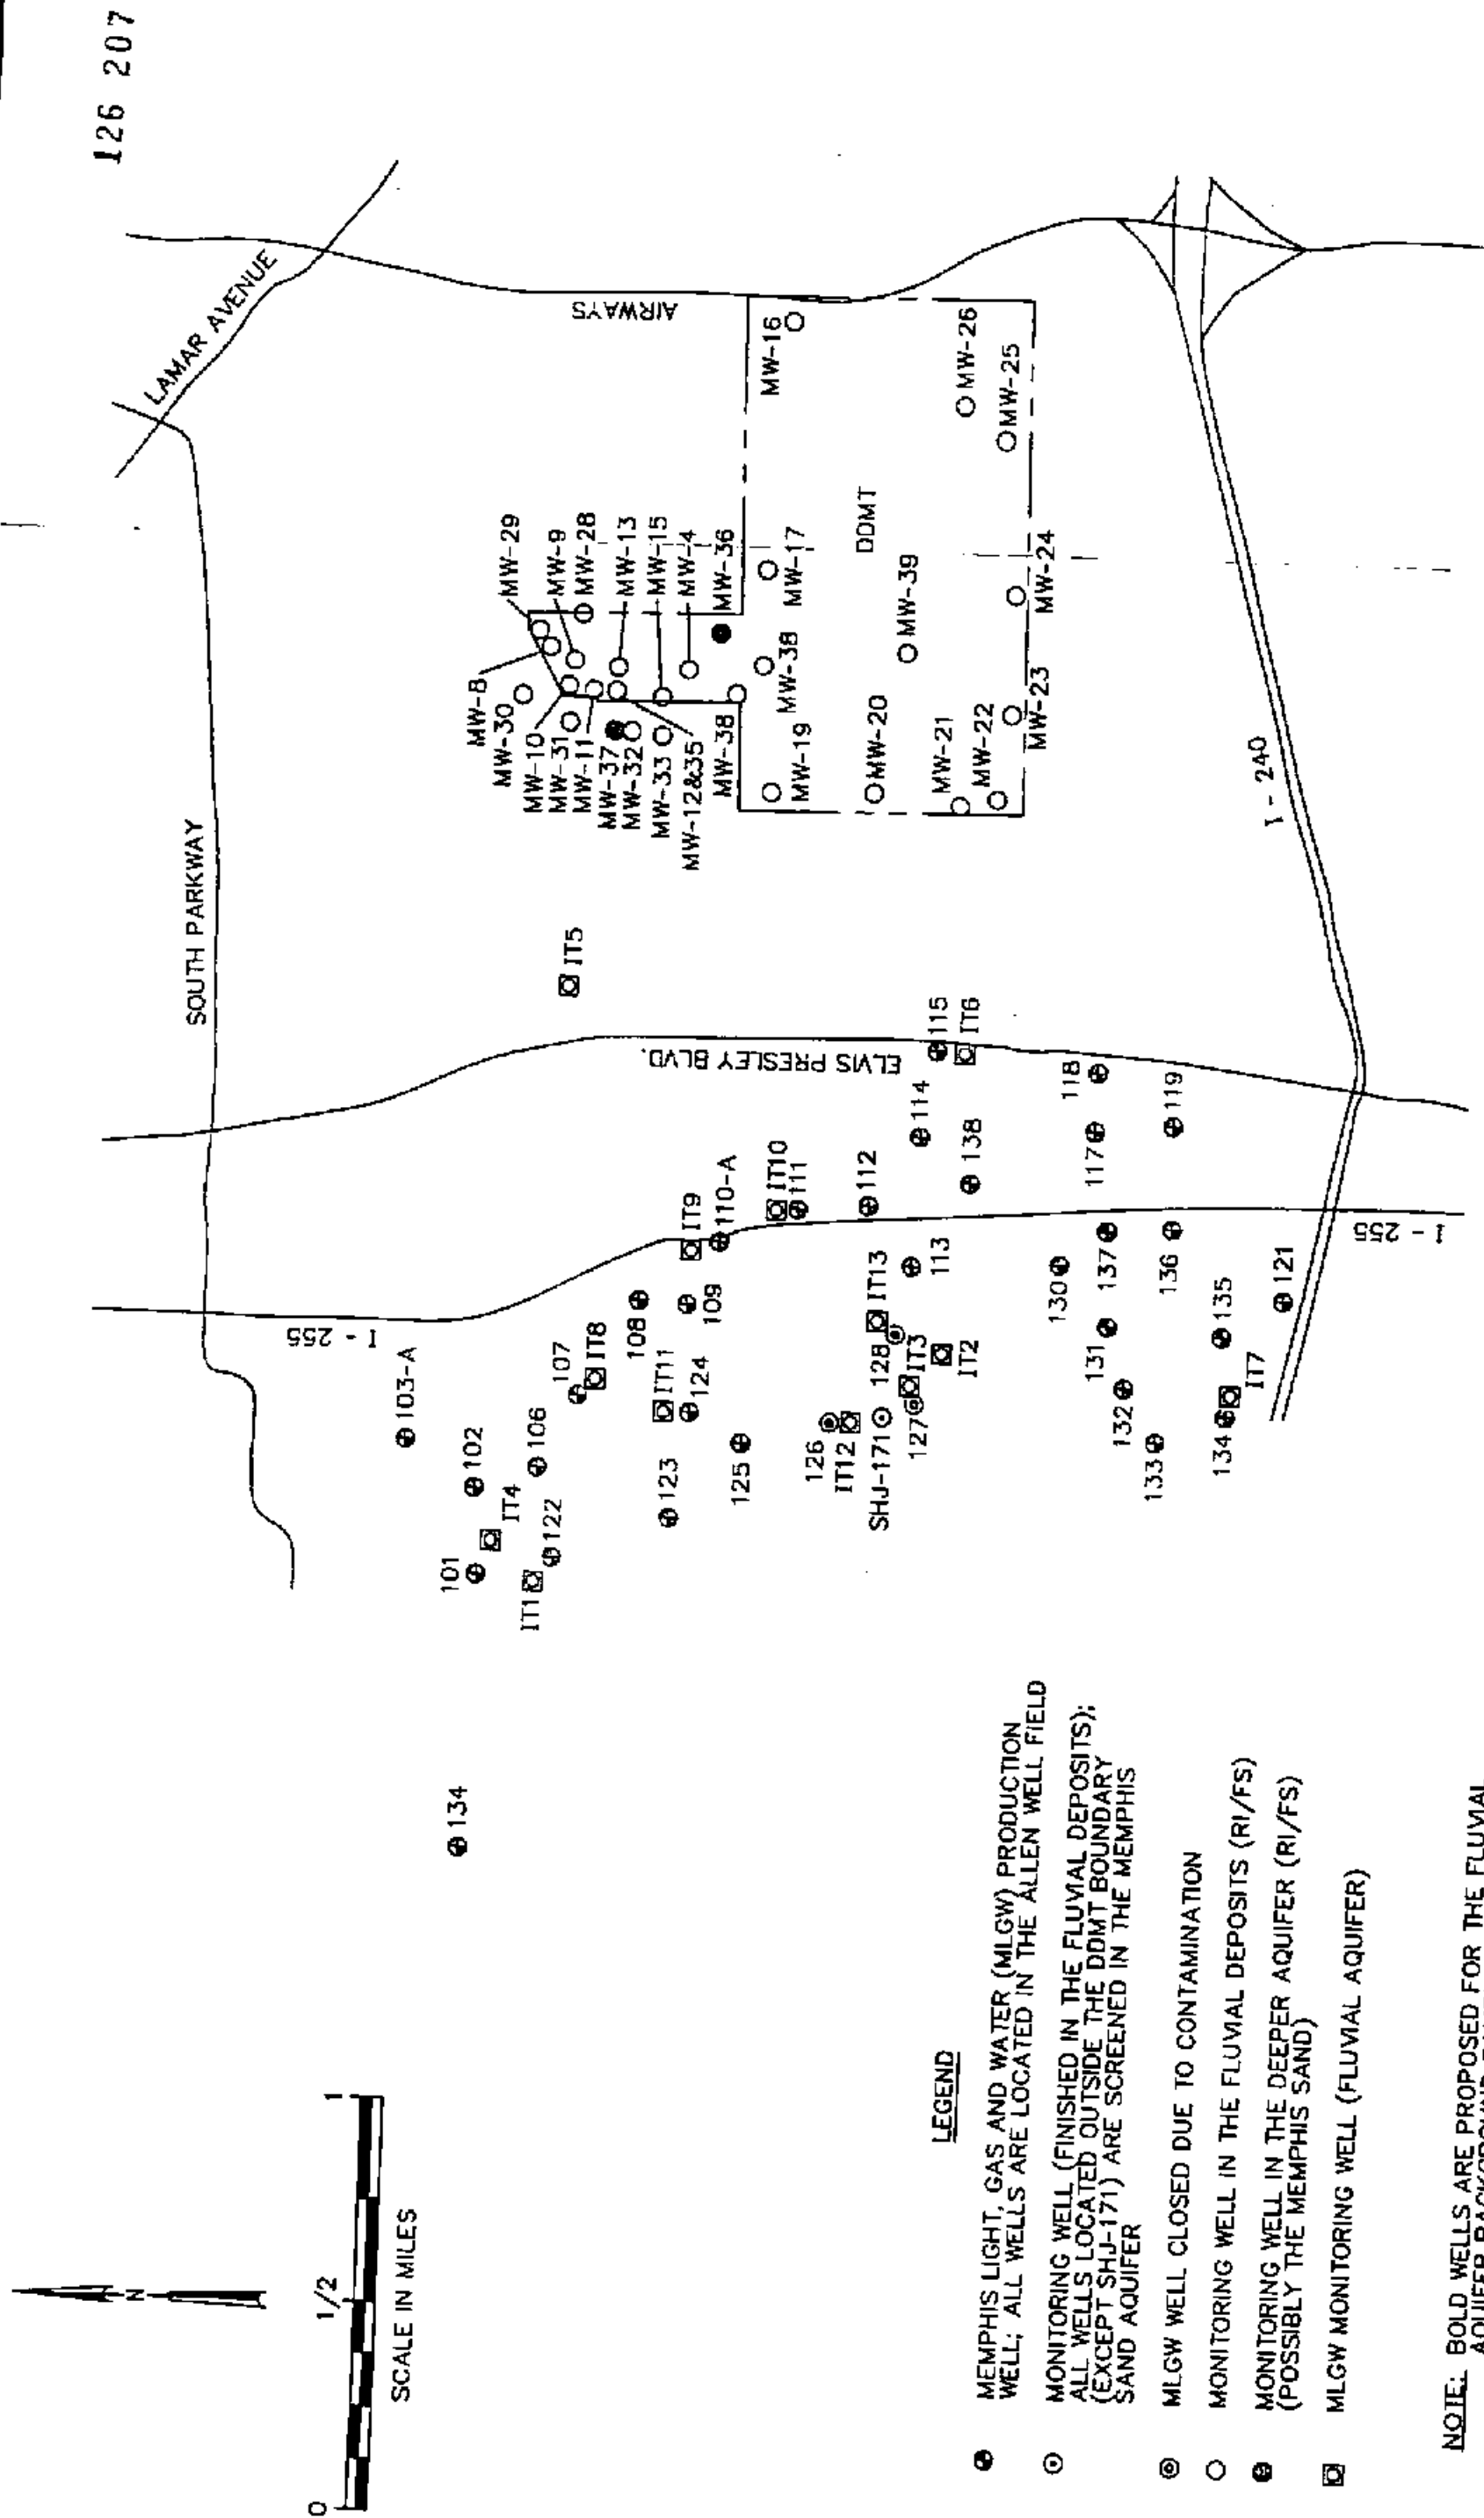 126 207
LAMAR AVENUE
AIRWAYS
SOUTH PARKWAY
ELVIS PRESLEY BLVD.
I - 255
I - 255
I - 240
DDMT
MW-29
MW-9
MW-28
MW-13
MW-15
MW-4
MW-36
MW-8
MW-30
MW-10
MW-31
MW-11
MW-37
MW-32
MW-33
MW-12&35
MW-38
MW-16
MW-17
MW-38
MW-39
MW-19
MW-20
MW-21
MW-22
MW-23
MW-24
MW-25
MW-26
IT5
115
IT6
114
138
118
117
119
IT10
111
112
IT9
110-A
109
108
107
IT8
IT11
124
103-A
102
106
IT4
101
IT1
122
123
125
126
IT12
SHJ-171
IT13
128
IT3
127
IT2
113
130
131
137
136
132
133
135
134
IT7
121
134
N
0
1/2
1
SCALE IN MILES
LEGEND
MEMPHIS LIGHT, GAS AND WATER (MLGW) PRODUCTION
WELL; ALL WELLS ARE LOCATED IN THE ALLEN WELL FIELD
MONITORING WELL (FINISHED IN THE FLUVIAL DEPOSITS);
ALL WELLS LOCATED OUTSIDE THE DDMT BOUNDARY
(EXCEPT SHJ-171) ARE SCREENED IN THE MEMPHIS
SAND AQUIFER
MLGW WELL CLOSED DUE TO CONTAMINATION
MONITORING WELL IN THE FLUVIAL DEPOSITS (RI/FS)
MONITORING WELL IN THE DEEPER AQUIFER (RI/FS)
(POSSIBLY THE MEMPHIS SAND)
MLGW MONITORING WELL (FLUVIAL AQUIFER)
NOTE: BOLD WELLS ARE PROPOSED FOR THE FLUVIAL